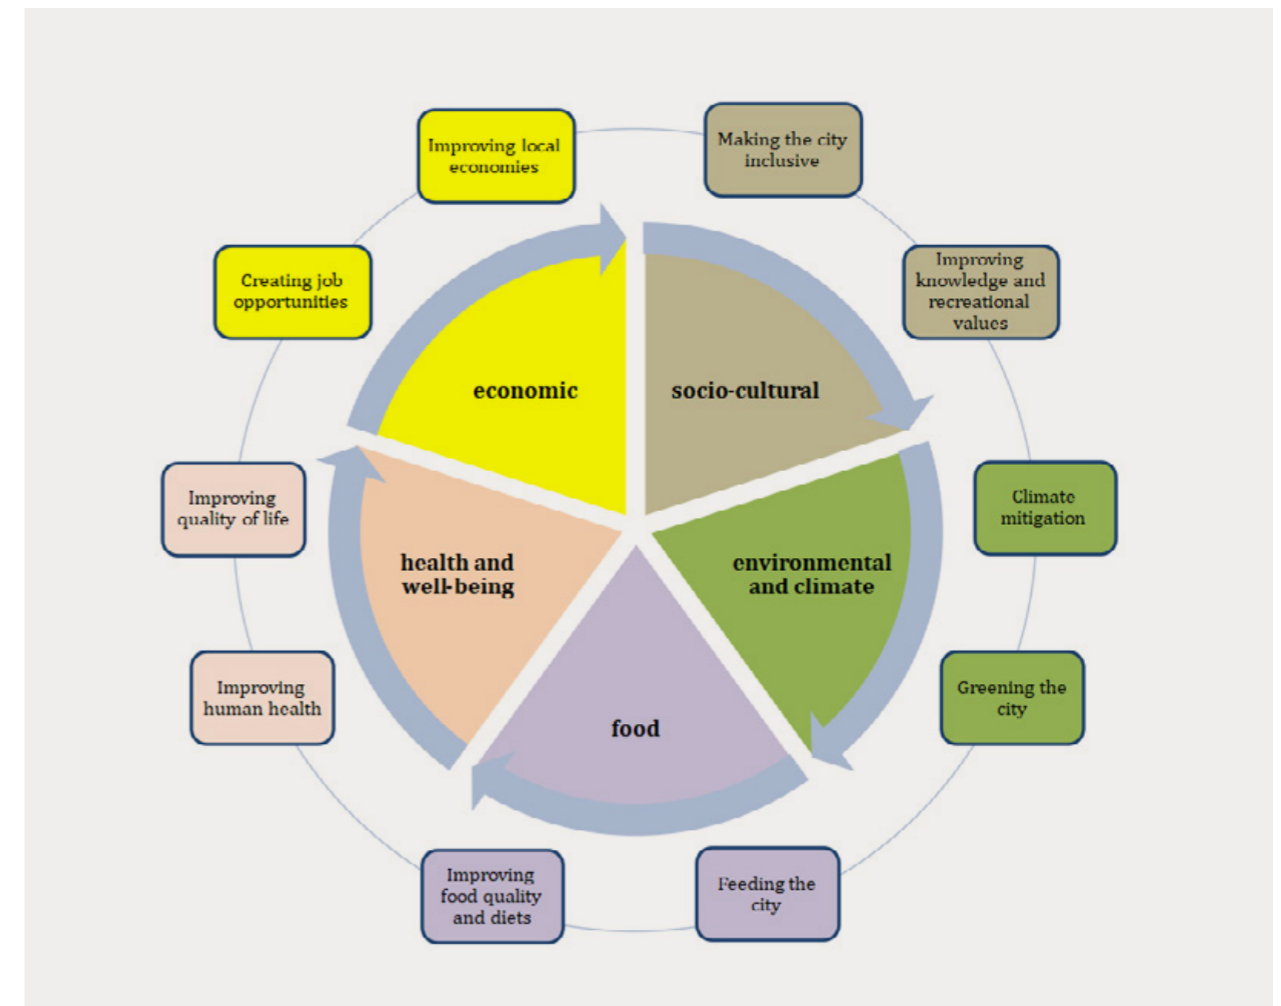 Improving local
economies
Making the city
inclusive
Creating job
opportunities
Improving
knowledge and
recreational
values
economic
socio-cultural
Improving
quality of life
Climate
mitigation
health and
well-being
environmental
and climate
Improving
human health
Greening the
city
food
Improving
food quality
and diets
Feeding the
city